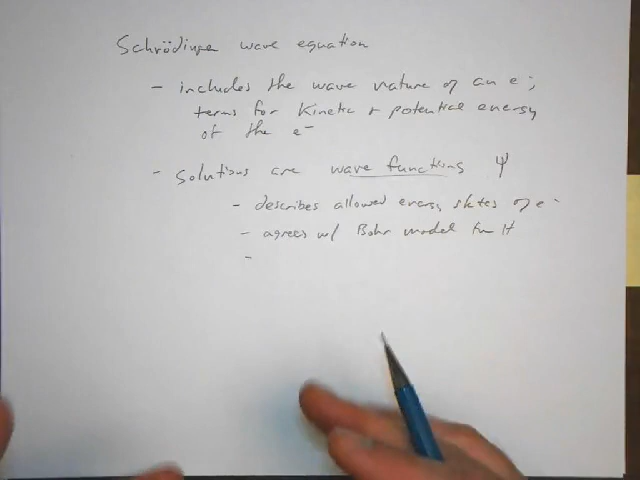 Schrödinger wave equation
- includes the wave nature of an e⁻;
terms for kinetic + potential energy
of the e⁻
- Solutions are wave functions Ψ
- describes allowed energy states of e⁻
- agrees w/ Bohr model for H
-